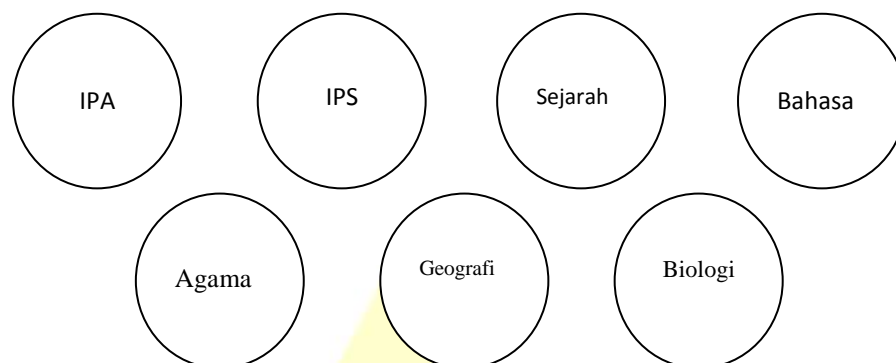 IPA
IPS
Sejarah
Bahasa
Agama
Geografi
Biologi